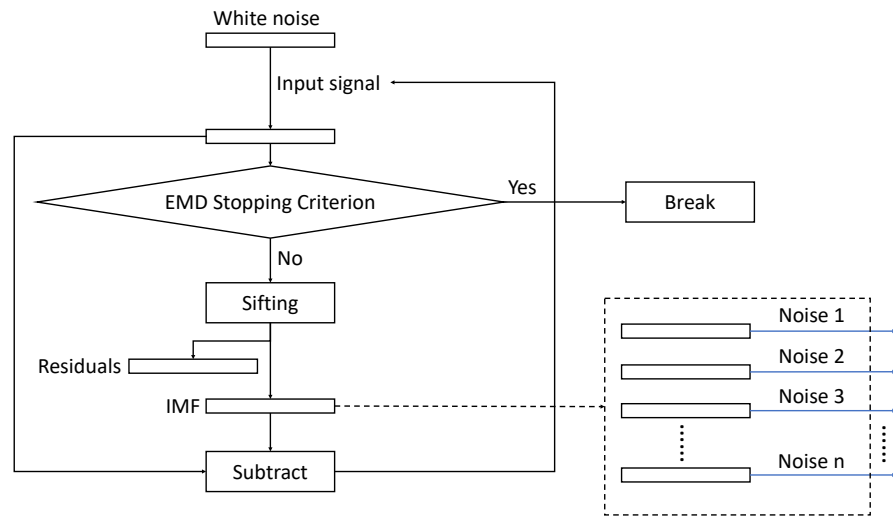 White noise
Input signal
EMD Stopping Criterion
Yes
Break
No
Sifting
Residuals
IMF
Subtract
Noise 1
Noise 2
Noise 3
Noise n